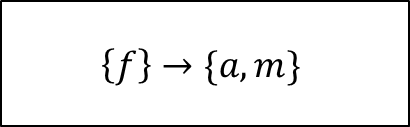 {f} → {a, m}